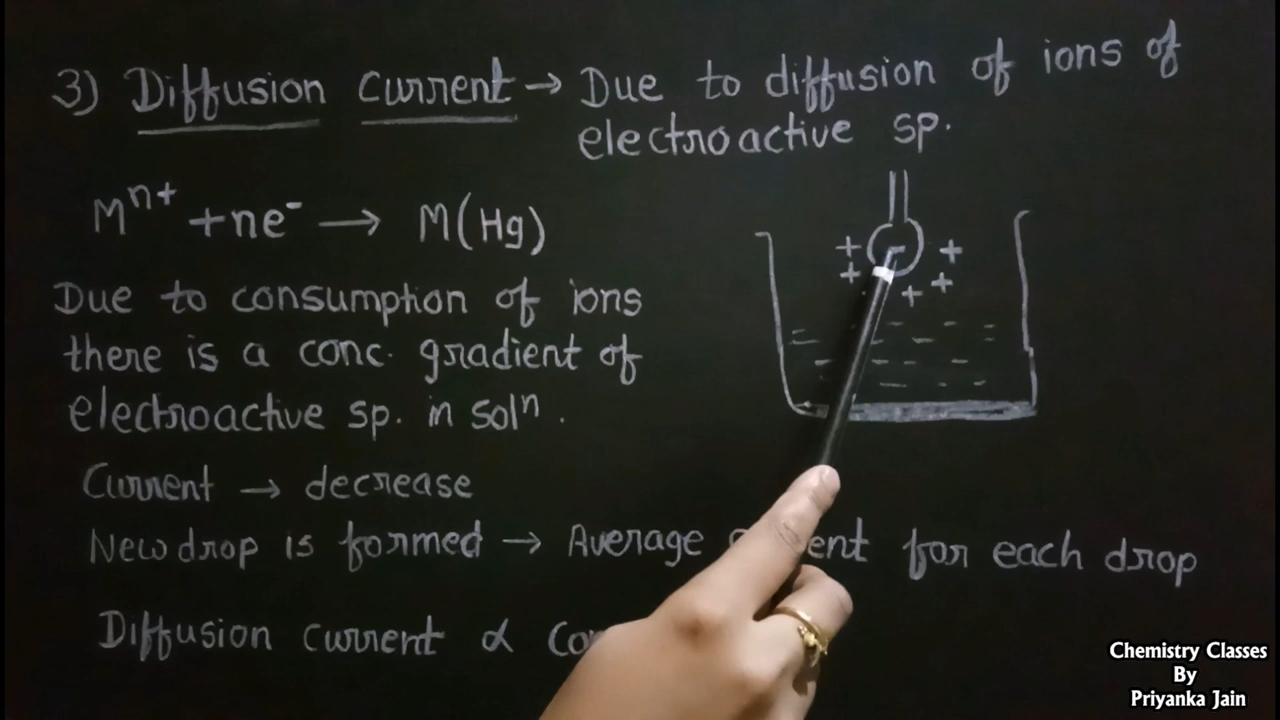 3) Diffusion current → Due to diffusion of ions of
electroactive sp.
Mⁿ⁺ + ne⁻ → M(Hg)
Due to consumption of ions
there is a conc. gradient of
electroactive sp. in solⁿ.
Current → decrease
New drop is formed → Average for each drop
Diffusion current ∝
+ + + + +
-
Chemistry Classes
By
Priyanka Jain